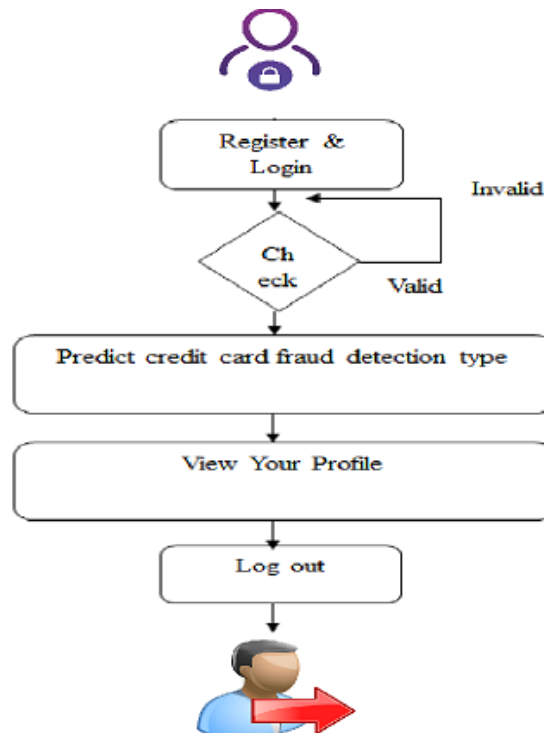 Register &
Login
Invalid
Ch
eck
Valid
Predict credit card fraud detection type
View Your Profile
Log out